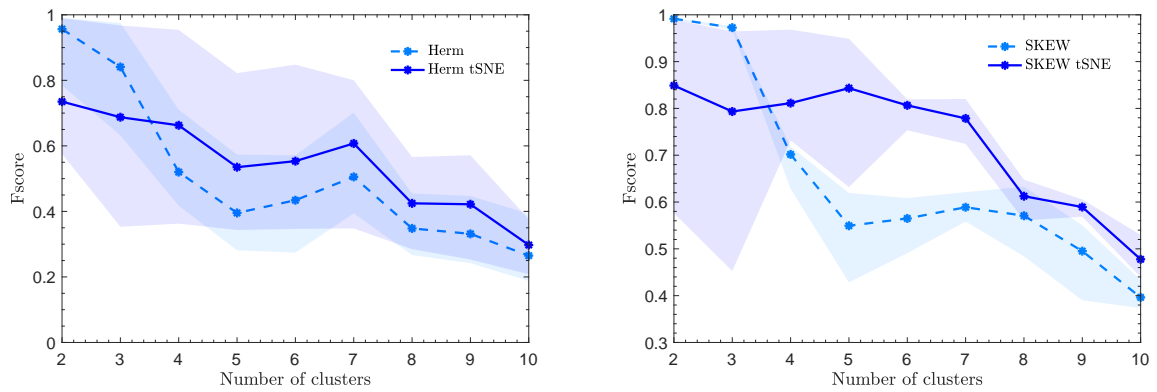 1
0.8
0.6
0.4
0.2
0
Fscore
2 3 4 5 6 7 8 9 10
Number of clusters
Herm
Herm tSNE
1
0.9
0.8
0.7
0.6
0.5
0.4
0.3
Fscore
2 3 4 5 6 7 8 9 10
Number of clusters
SKEW
SKEW tSNE